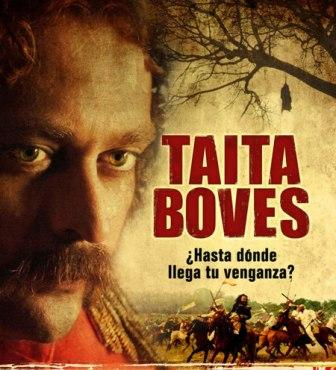 TAITA
BOVES
¿Hasta dónde
llega tu venganza?